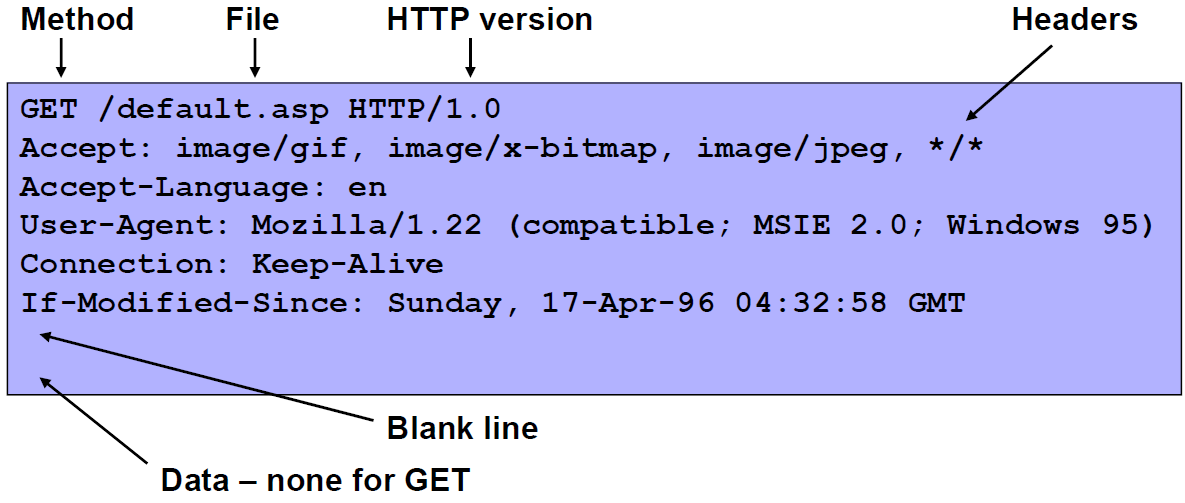 Method File HTTP version Headers
GET /default.asp HTTP/1.0
Accept: image/gif, image/x-bitmap, image/jpeg, */*
Accept-Language: en
User-Agent: Mozilla/1.22 (compatible; MSIE 2.0; Windows 95)
Connection: Keep-Alive
If-Modified-Since: Sunday, 17-Apr-96 04:32:58 GMT
Blank line
Data – none for GET